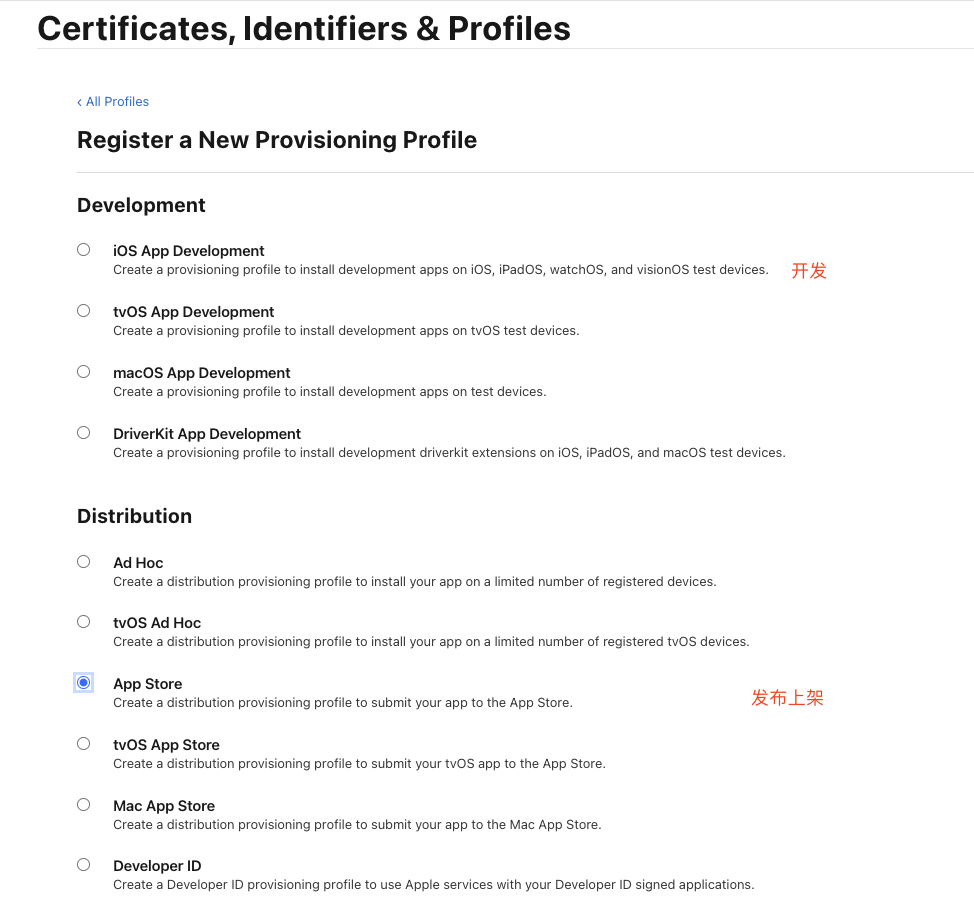 Certificates, Identifiers & Profiles
‹ All Profiles
Register a New Provisioning Profile
Development
iOS App Development
Create a provisioning profile to install development apps on iOS, iPadOS, watchOS, and visionOS test devices.
开发
tvOS App Development
Create a provisioning profile to install development apps on tvOS test devices.
macOS App Development
Create a provisioning profile to install development apps on test devices.
DriverKit App Development
Create a provisioning profile to install development driverkit extensions on iOS, iPadOS, and macOS test devices.
Distribution
Ad Hoc
Create a distribution provisioning profile to install your app on a limited number of registered devices.
tvOS Ad Hoc
Create a distribution provisioning profile to install your app on a limited number of registered tvOS devices.
App Store
Create a distribution provisioning profile to submit your app to the App Store.
发布上架
tvOS App Store
Create a distribution provisioning profile to submit your tvOS app to the App Store.
Mac App Store
Create a distribution provisioning profile to submit your app to the Mac App Store.
Developer ID
Create a Developer ID provisioning profile to use Apple services with your Developer ID signed applications.